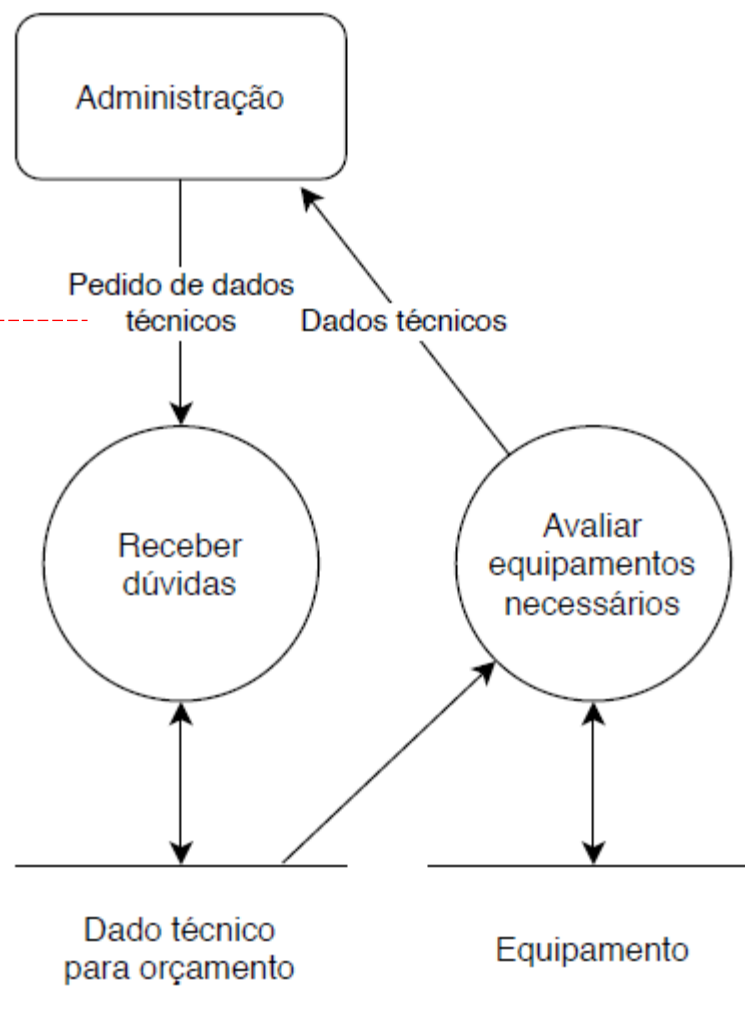 Administração
Pedido de dados
técnicos
Dados técnicos
Receber
dúvidas
Avaliar
equipamentos
necessários
Dado técnico
para orçamento
Equipamento